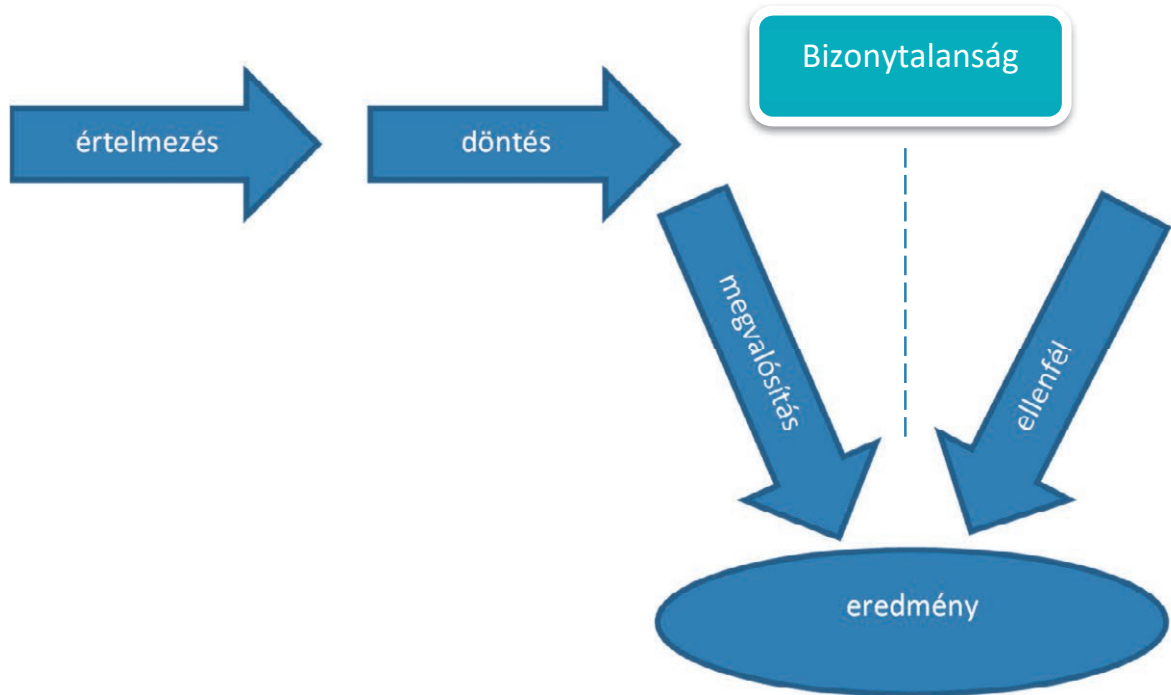 Bizonytalanság
értelmezés
döntés
megvalósítás
ellenfél
eredmény